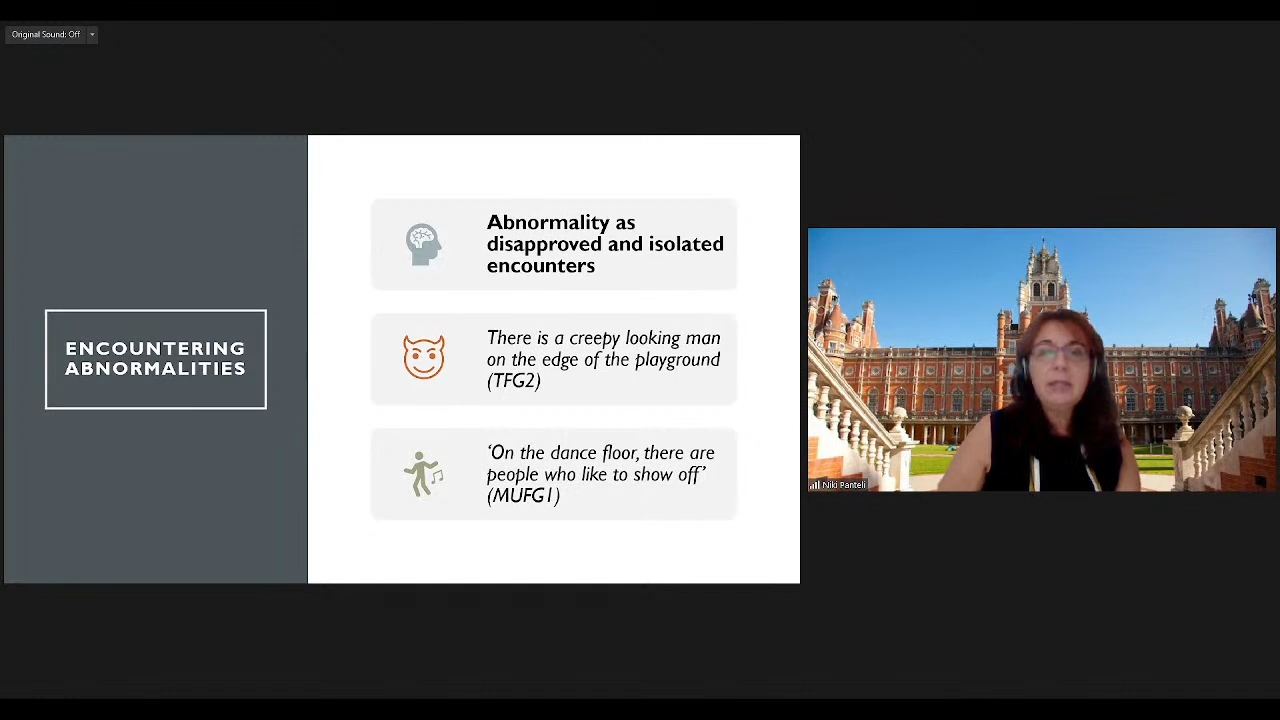 Original Sound: Off
ENCOUNTERING
ABNORMALITIES
Abnormality as
disapproved and isolated
encounters
There is a creepy looking man
on the edge of the playground
(TFG2)
‘On the dance floor, there are
people who like to show off’
(MUFG1)
Niki Panteli